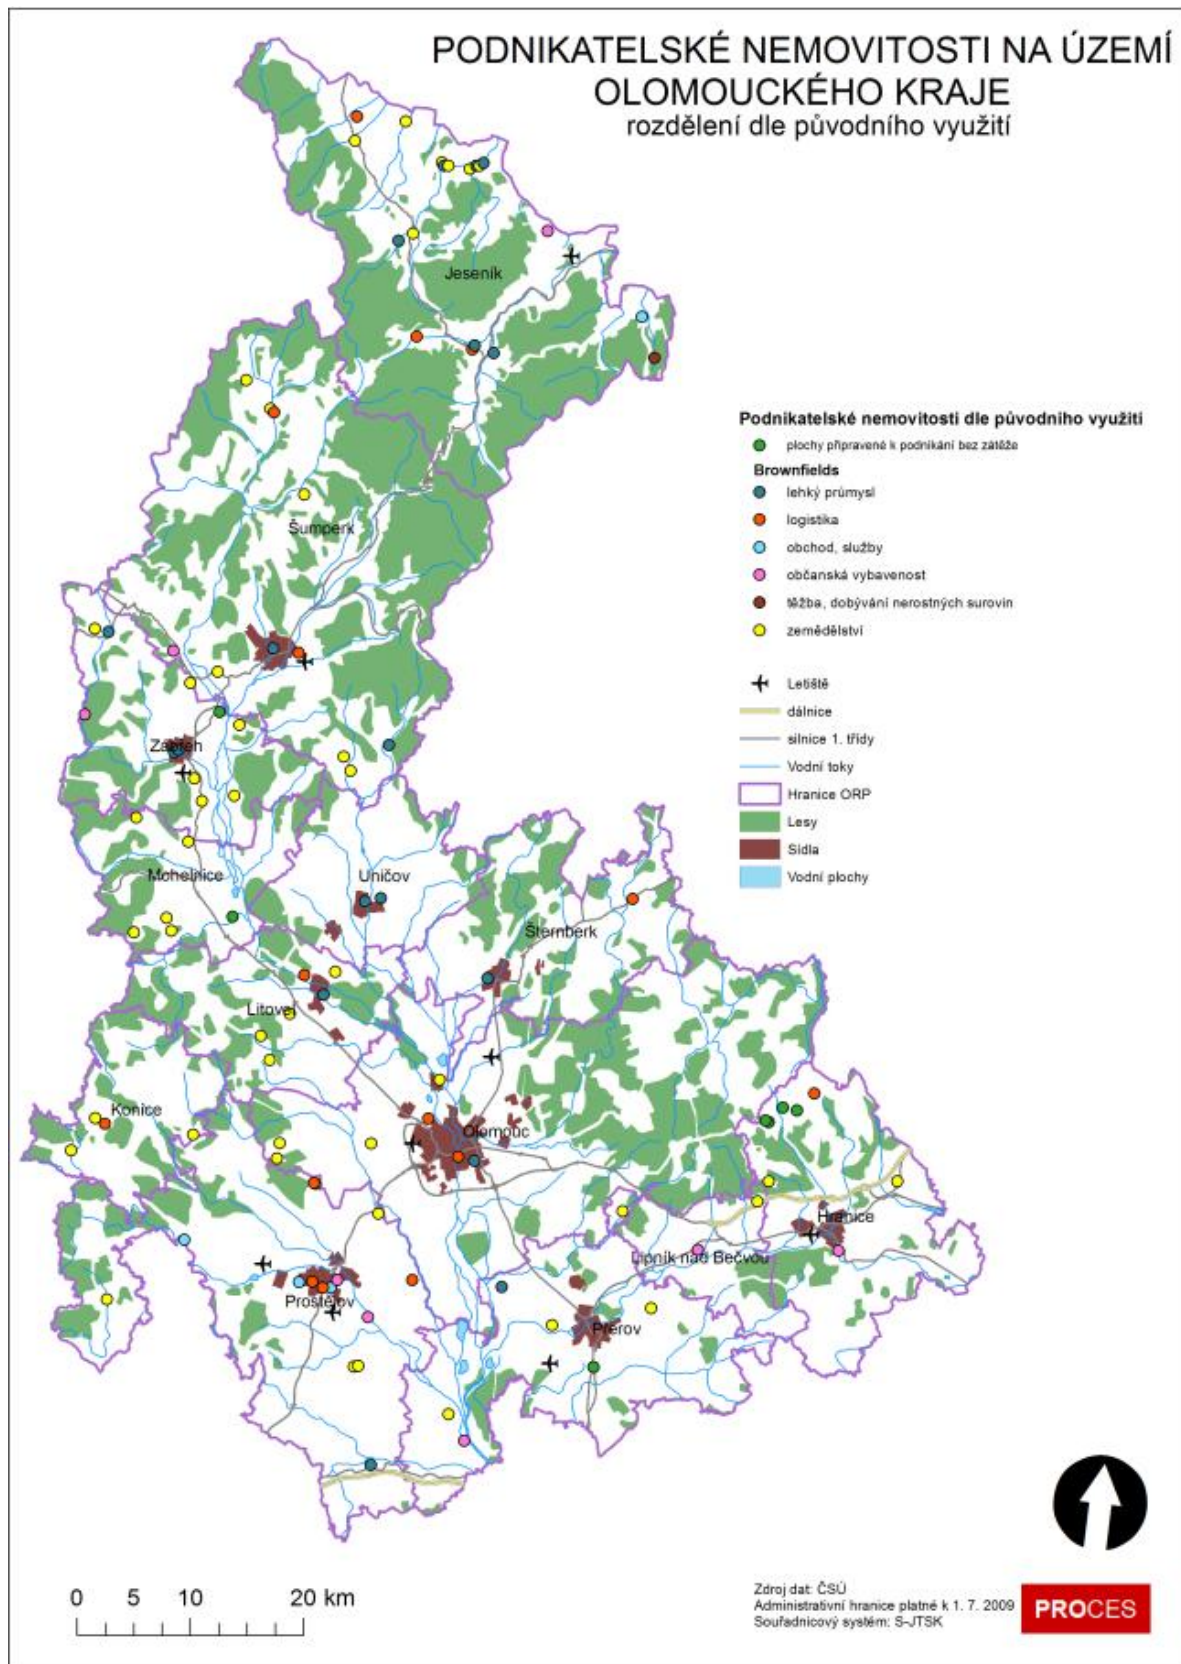 PODNIKATELSKÉ NEMOVITOSTI NA ÚZEMÍ
OLOMOUCKÉHO KRAJE
rozdělení dle původního využití
Jeseník
Podnikatelské nemovitosti dle původního využití
plochy připravené k podnikání bez zátěže
Brownfields
lehký průmysl
logistika
obchod, služby
občanská vybavenost
těžba, dobývání nerostných surovin
zemědělství
Letiště
dálnice
silnice 1. třídy
Vodní toky
Hranice ORP
Lesy
Sídla
Vodní plochy
Šumperk
Zábřeh
Mohelnice
Uničov
Šternberk
Litovel
Konice
Olomouc
Hranice
Lipník nad Bečvou
Prostějov
Přerov
0 5 10 20 km
Zdroj dat: ČSÚ
Administrativní hranice platné k 1. 7. 2009
Souřadnicový systém: S-JTSK
PROCES